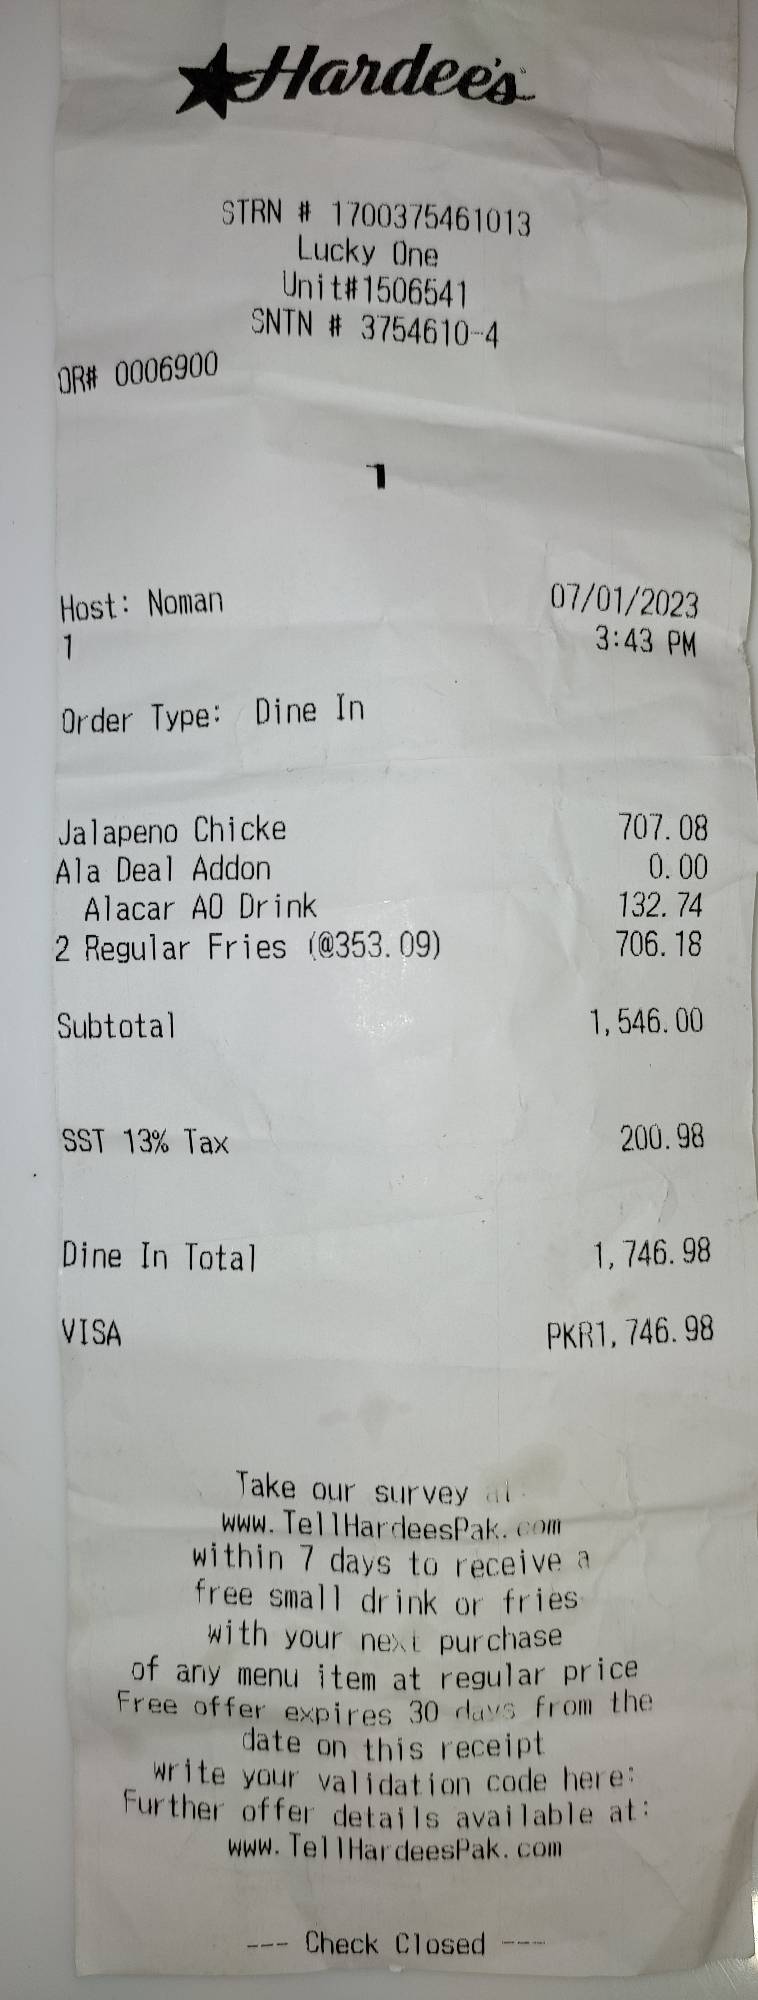 Hardee's
STRN # 1700375461013
Lucky One
Unit#1506541
SNTN # 3754610-4
OR# 0006900
1
Host: Noman 07/01/2023
1 3:43 PM
Order Type: Dine In
Jalapeno Chicke 707.08
Ala Deal Addon 0.00
Alacar AO Drink 132.74
2 Regular Fries (@353.09) 706.18
Subtotal 1,546.00
SST 13% Tax 200.98
Dine In Total 1,746.98
VISA PKR1,746.98
Take our survey at
www.TellHardeesPak.com
within 7 days to receive a
free small drink or fries
with your next purchase
of any menu item at regular price
Free offer expires 30 days from the
date on this receipt
write your validation code here:
Further offer details available at:
www.TellHardeesPak.com
--- Check Closed ---